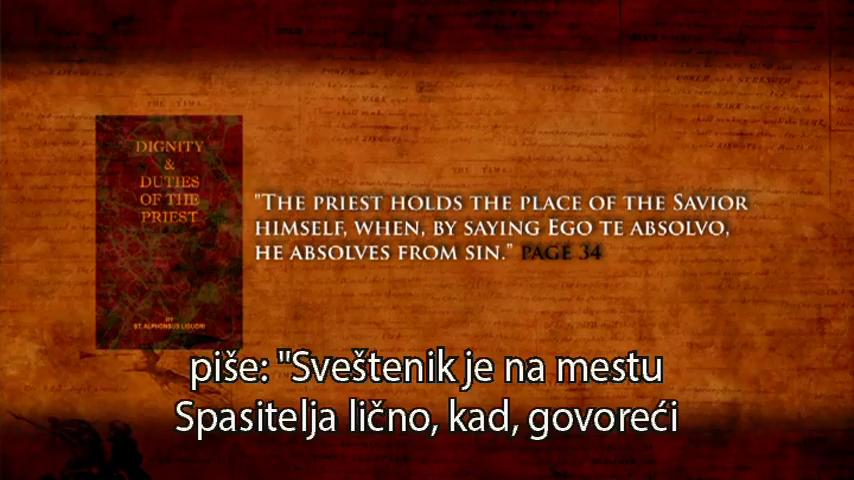 DIGNITY
&
DUTIES
OF THE
PRIEST
BY
ST. ALPHONSUS LIGUORI
"THE PRIEST HOLDS THE PLACE OF THE SAVIOR
HIMSELF, WHEN, BY SAYING EGO TE ABSOLVO,
HE ABSOLVES FROM SIN." PAGE 34
piše: "Sveštenik je na mestu
Spasitelja lično, kad, govoreći